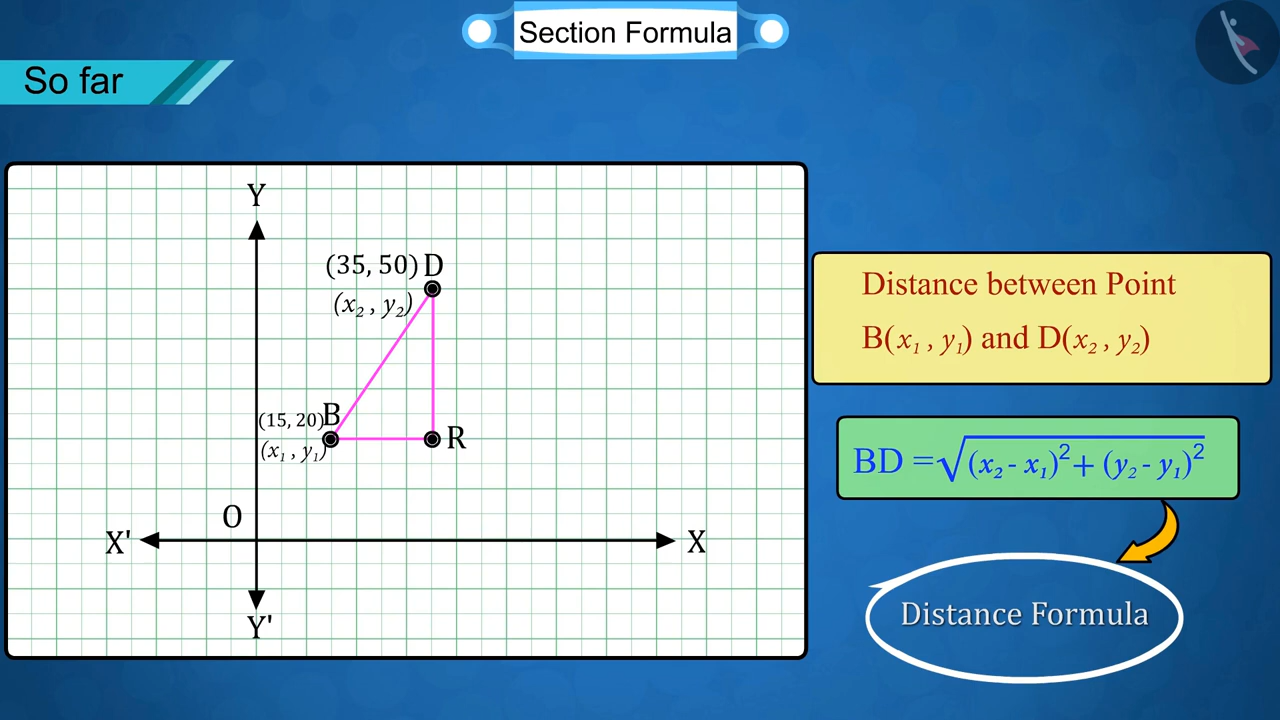 Section Formula
So far
Y
(35, 50) D
(x₂ , y₂)
(15, 20) B
(x₁ , y₁)
R
O
X'
X
Y'
Distance between Point
B(x₁ , y₁) and D(x₂ , y₂)
BD =√(x₂ - x₁)² + (y₂ - y₁)²
Distance Formula